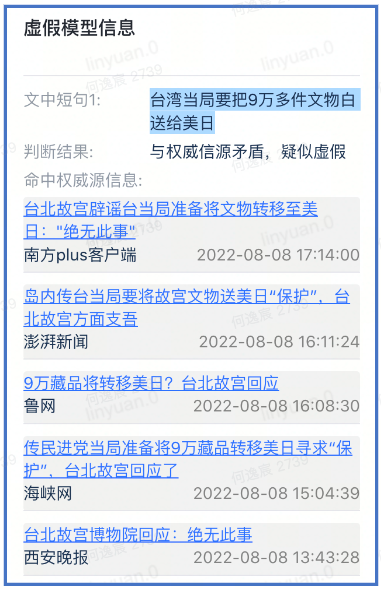 虚假模型信息
文中短句1:
台湾当局要把9万多件文物白
送给美日
判断结果:
与权威信源矛盾，疑似虚假
命中权威源信息:
台北故宫辟谣台当局准备将文物转移至美
日："绝无此事"
南方plus客户端 2022-08-08 17:14:00
岛内传台当局要将故宫文物送美日“保护”，台
北故宫方面支吾
澎湃新闻 2022-08-08 16:11:24
9万藏品将转移美日？台北故宫回应
鲁网 2022-08-08 16:08:30
传民进党当局准备将9万藏品转移美日寻求“保
护”，台北故宫回应了
海峡网 2022-08-08 15:04:39
台北故宫博物院回应：绝无此事
西安晚报 2022-08-08 13:43:28